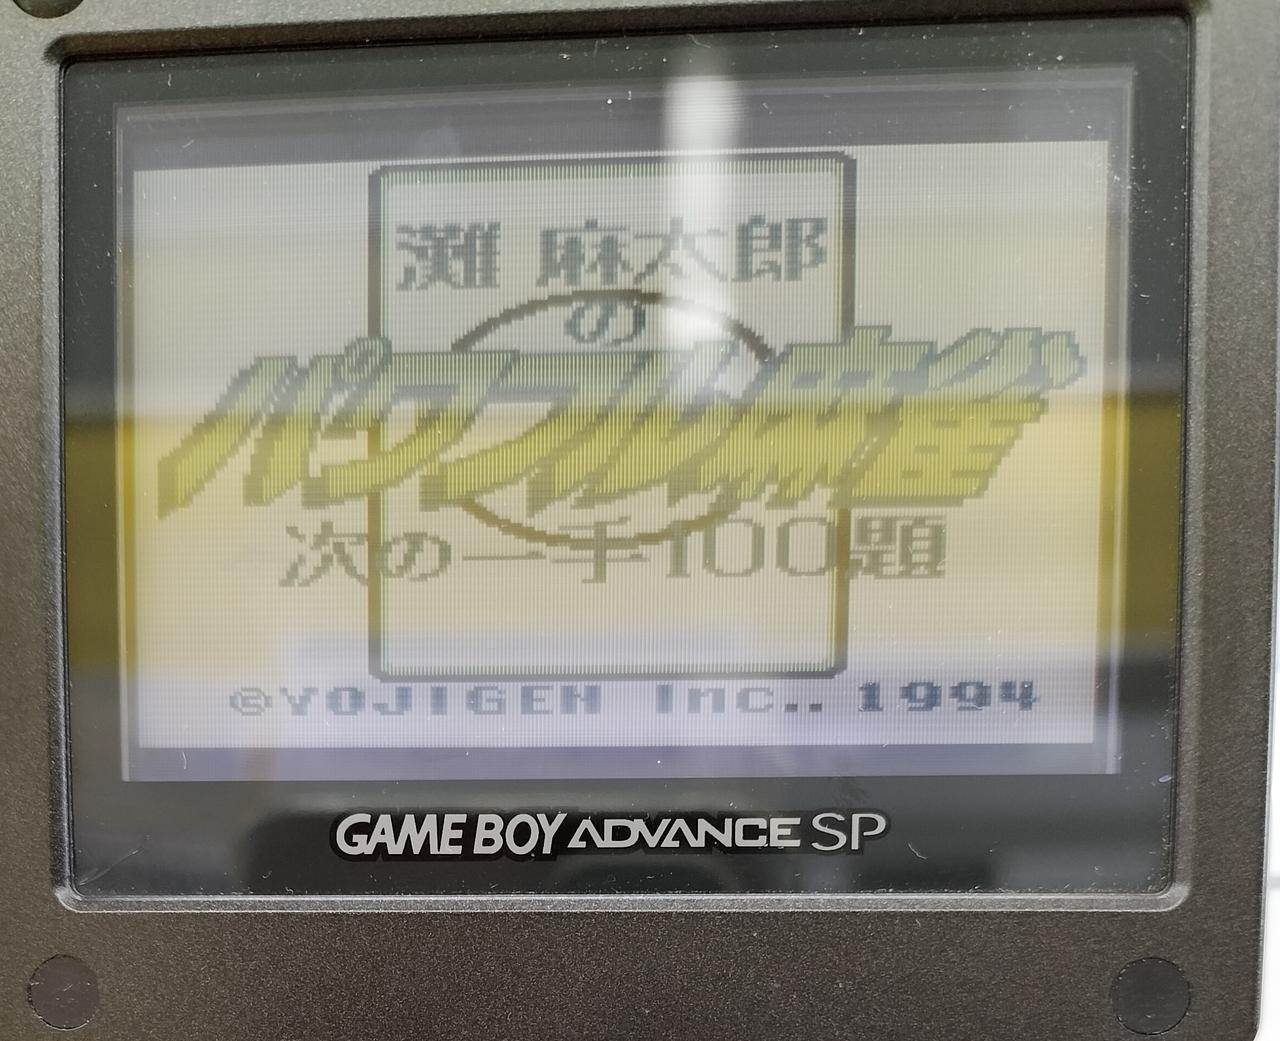 灘 麻太郎
の
パワフル麻雀
次の一手100題
©YOJIGEN Inc.. 1994
GAME BOY ADVANCE SP